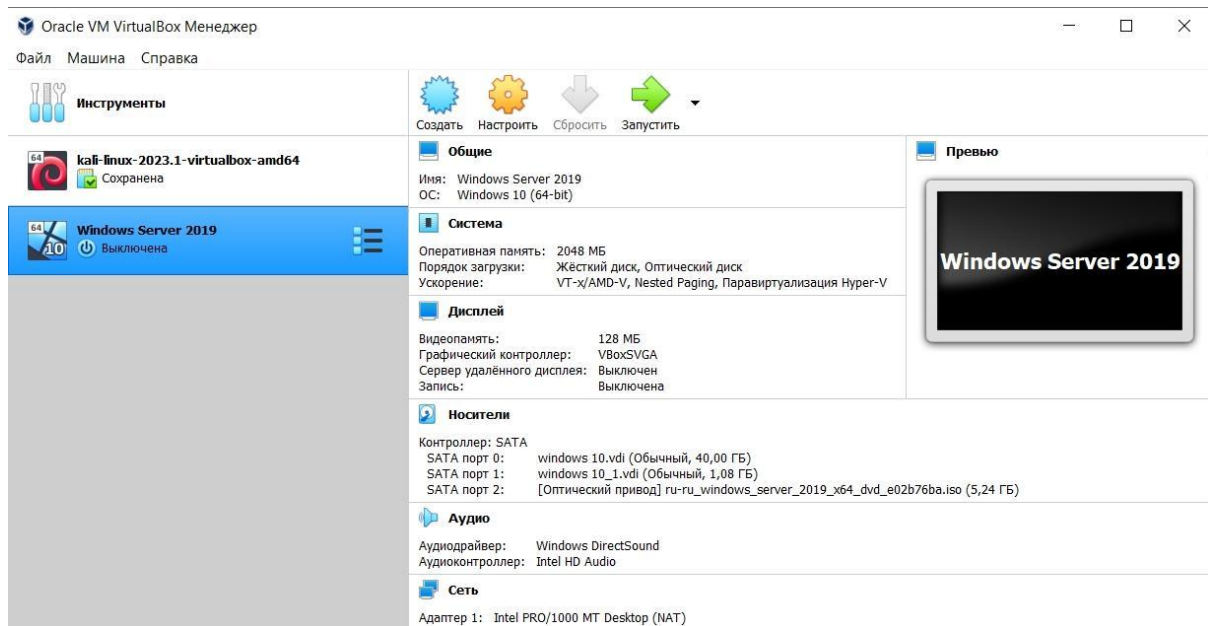 Oracle VM VirtualBox Менеджер
Файл Машина Справка
Инструменты
Создать Настроить Сбросить Запустить
64
kali-linux-2023.1-virtualbox-amd64
Сохранена
64
10
Windows Server 2019
Выключена
Общие
Имя: Windows Server 2019
ОС: Windows 10 (64-bit)
Система
Оперативная память: 2048 МБ
Порядок загрузки: Жёсткий диск, Оптический диск
Ускорение: VT-x/AMD-V, Nested Paging, Паравиртуализация Hyper-V
Дисплей
Видеопамять: 128 МБ
Графический контроллер: VBoxSVGA
Сервер удалённого дисплея: Выключен
Запись: Выключена
Превью
Windows Server 2019
Носители
Контроллер: SATA
SATA порт 0: windows 10.vdi (Обычный, 40,00 ГБ)
SATA порт 1: windows 10_1.vdi (Обычный, 1,08 ГБ)
SATA порт 2: [Оптический привод] ru-ru_windows_server_2019_x64_dvd_e02b76ba.iso (5,24 ГБ)
Аудио
Аудиодрайвер: Windows DirectSound
Аудиоконтроллер: Intel HD Audio
Сеть
Адаптер 1: Intel PRO/1000 MT Desktop (NAT)